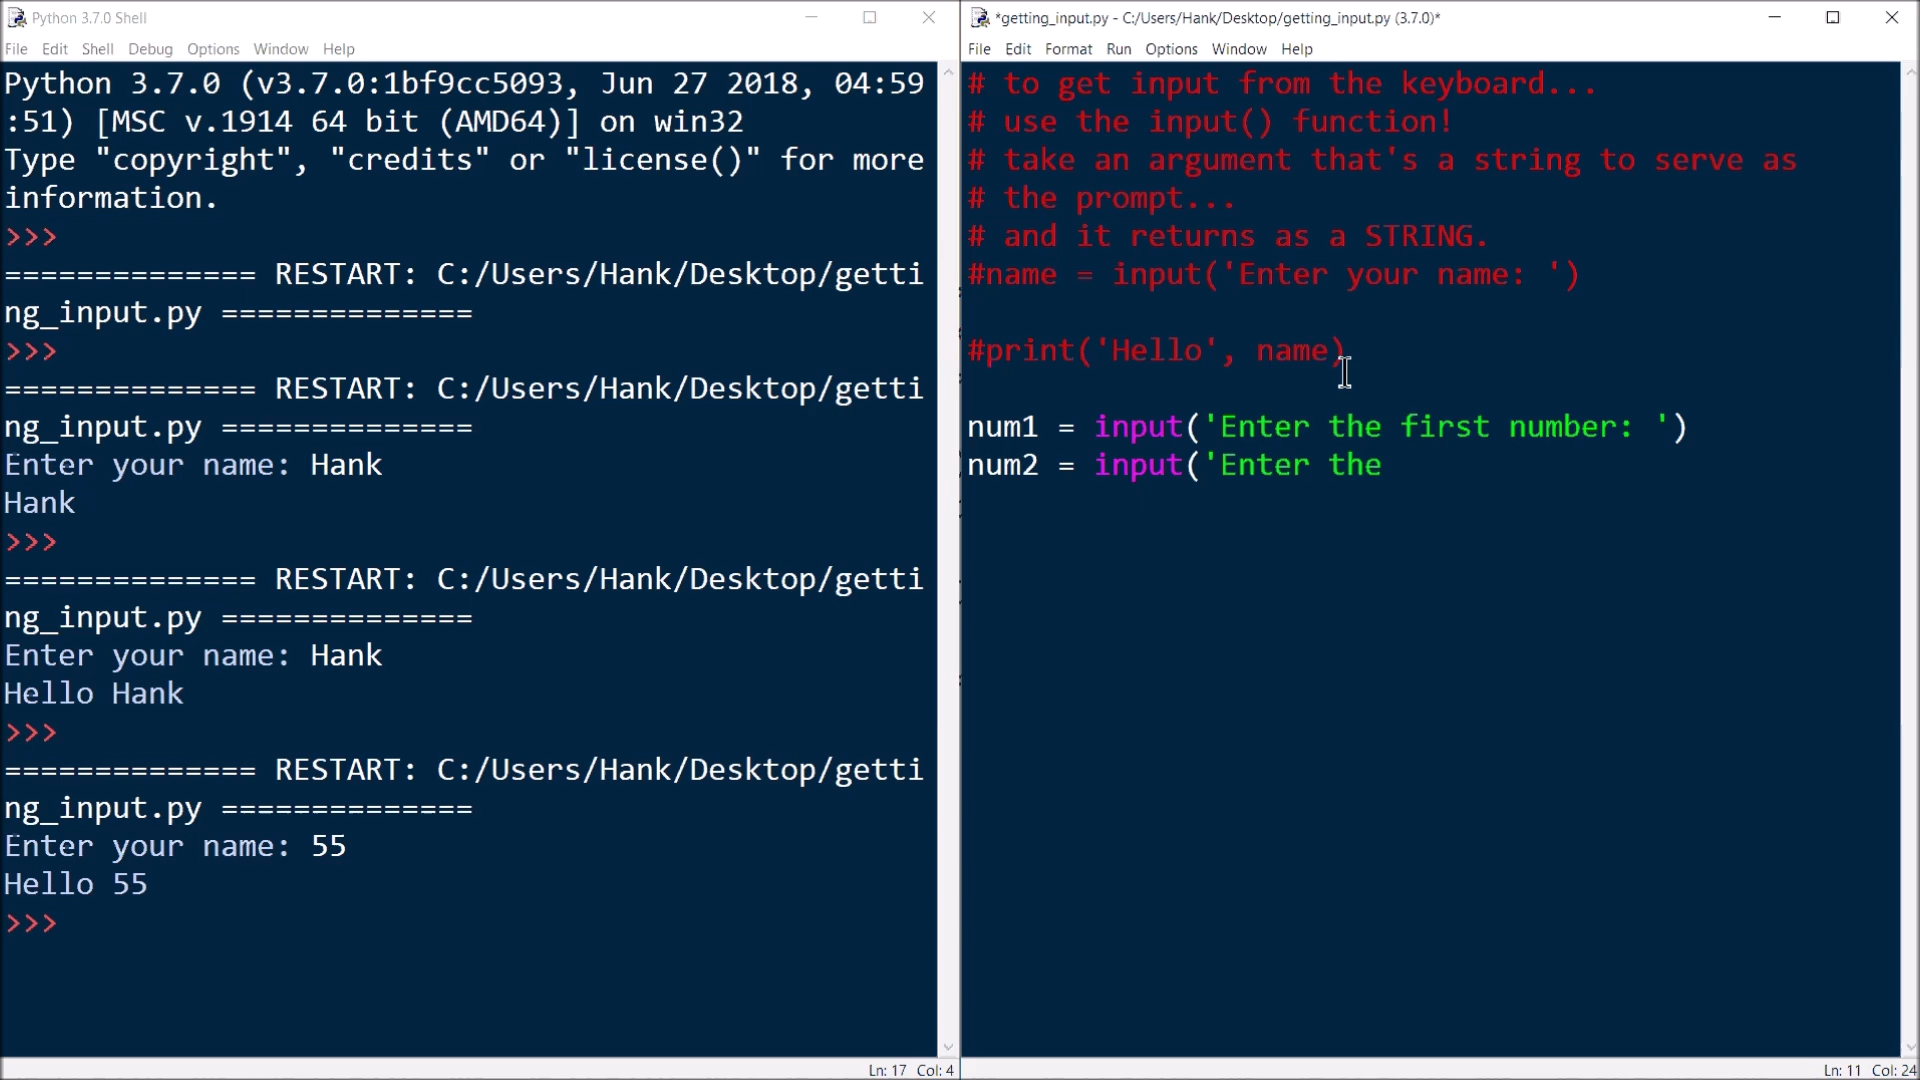 Python 3.7.0 Shell
File Edit Shell Debug Options Window Help
Python 3.7.0 (v3.7.0:1bf9cc5093, Jun 27 2018, 04:59
:51) [MSC v.1914 64 bit (AMD64)] on win32
Type "copyright", "credits" or "license()" for more
information.
>>>
============== RESTART: C:/Users/Hank/Desktop/getti
ng_input.py ==============
>>>
============== RESTART: C:/Users/Hank/Desktop/getti
ng_input.py ==============
Enter your name: Hank
Hank
>>>
============== RESTART: C:/Users/Hank/Desktop/getti
ng_input.py ==============
Enter your name: Hank
Hello Hank
>>>
============== RESTART: C:/Users/Hank/Desktop/getti
ng_input.py ==============
Enter your name: 55
Hello 55
>>>
Ln: 17 Col: 4
*getting_input.py - C:/Users/Hank/Desktop/getting_input.py (3.7.0)*
File Edit Format Run Options Window Help
# to get input from the keyboard...
# use the input() function!
# take an argument that's a string to serve as
# the prompt...
# and it returns as a STRING.
#name = input('Enter your name: ')
#print('Hello', name)
num1 = input('Enter the first number: ')
num2 = input('Enter the
Ln: 11 Col: 24